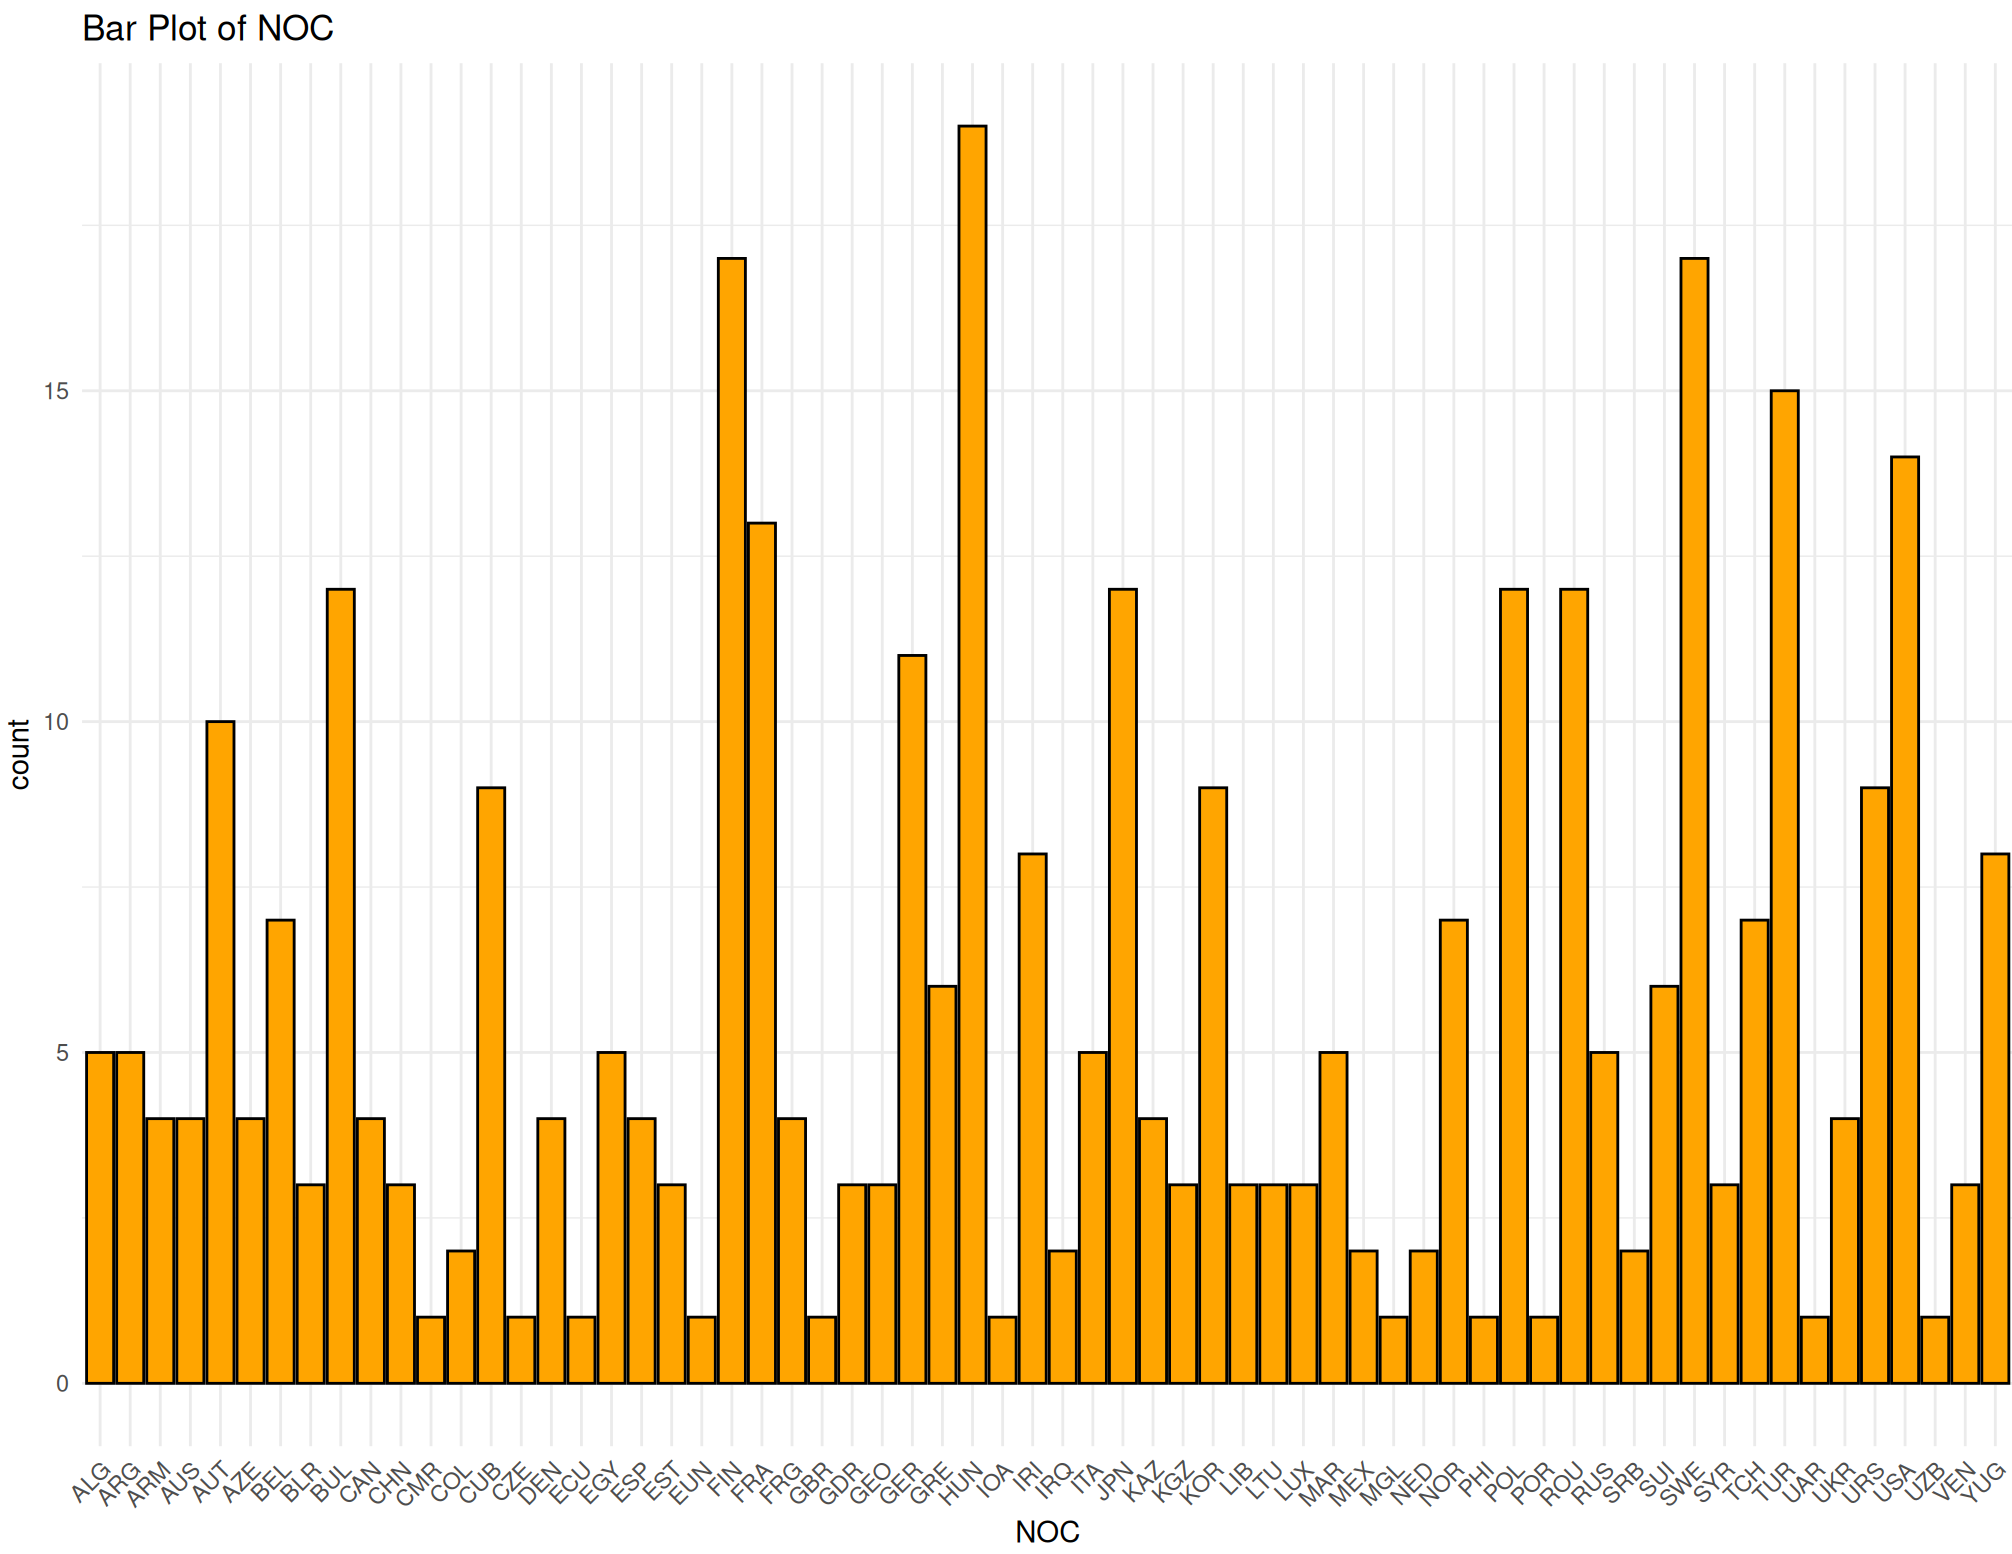 Bar Plot of NOC
count
15
10
5
0
ALG ARG ARM AUS AUT AZE BEL BLR BUL CAN CHN CMR COL CUB CZE DEN ECU EGY ESP EST EUN FIN FRA FRG GBR GDR GEO GER GRE HUN IOA IRI IRQ ITA JPN KAZ KGZ KOR LIB LTU LUX MAR MEX MGL NED NOR PHI POL POR ROU RUS SRB SUI SWE SYR TCH TUR UAR UKR URS USA UZB VEN YUG
NOC